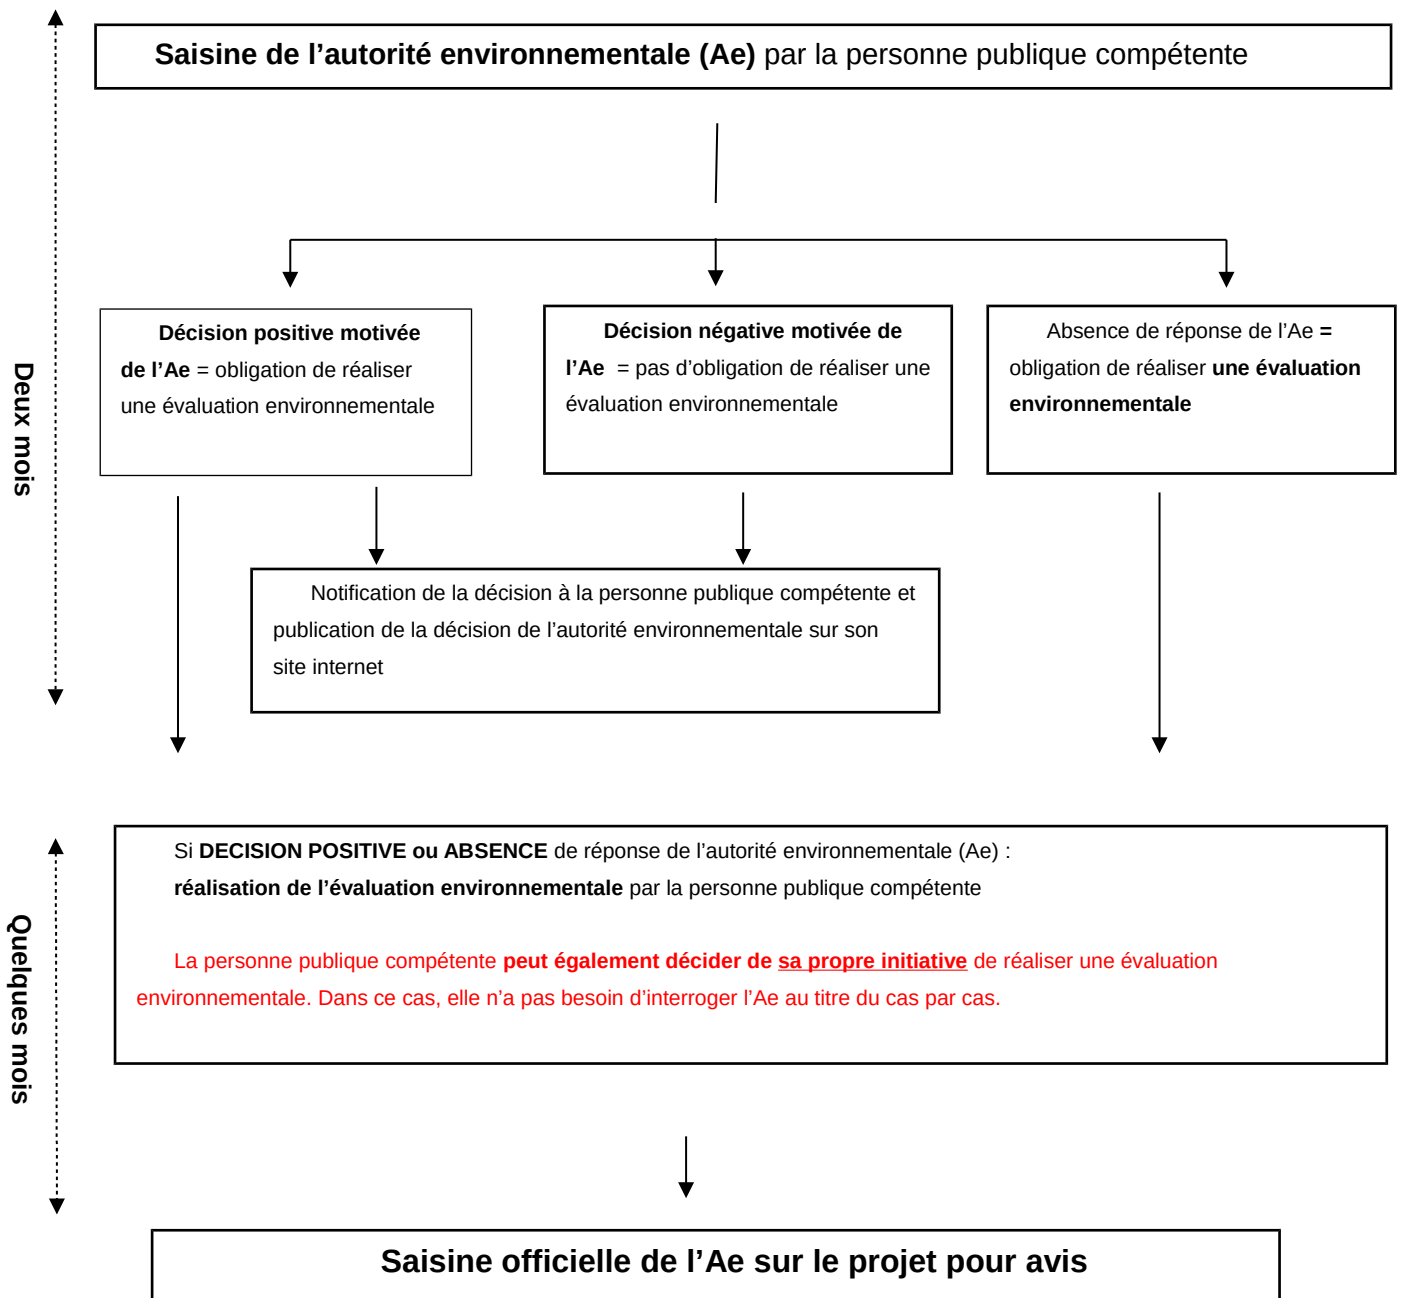 Saisine de l’autorité environnementale (Ae) par la personne publique compétente
Deux mois
Décision positive motivée
de l’Ae = obligation de réaliser
une évaluation environnementale
Décision négative motivée de
l’Ae  = pas d’obligation de réaliser une
évaluation environnementale
Absence de réponse de l’Ae =
obligation de réaliser une évaluation
environnementale
Notification de la décision à la personne publique compétente et
publication de la décision de l’autorité environnementale sur son
site internet
Quelques mois
Si DECISION POSITIVE ou ABSENCE de réponse de l’autorité environnementale (Ae) :
réalisation de l’évaluation environnementale par la personne publique compétente
La personne publique compétente peut également décider de sa propre initiative de réaliser une évaluation
environnementale. Dans ce cas, elle n’a pas besoin d’interroger l’Ae au titre du cas par cas.
Saisine officielle de l’Ae sur le projet pour avis